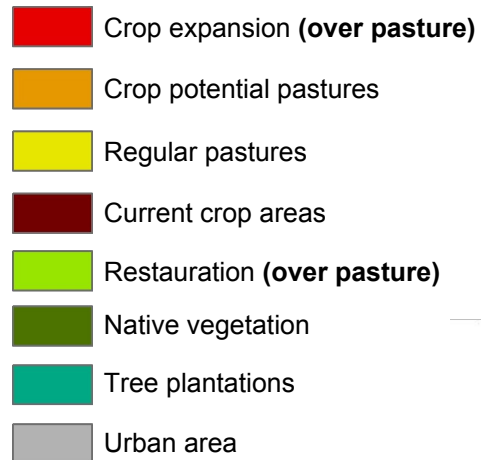 Crop expansion (over pasture)
Crop potential pastures
Regular pastures
Current crop areas
Restauration (over pasture)
Native vegetation
Tree plantations
Urban area